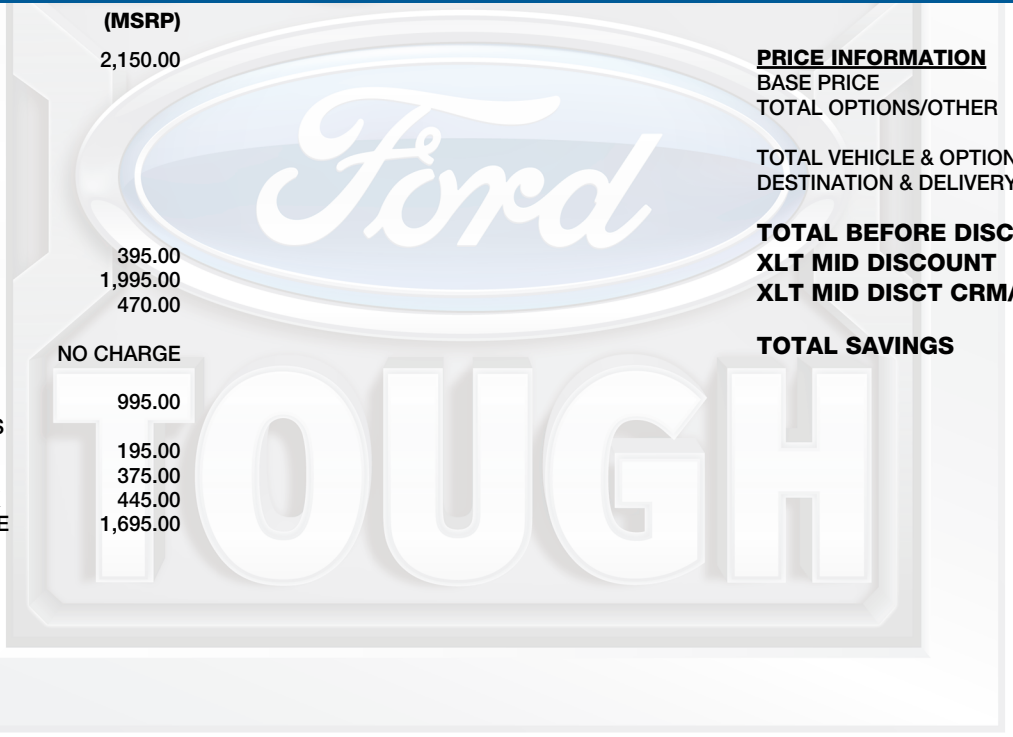 (MSRP)
2,150.00
395.00
1,995.00
470.00
NO CHARGE
995.00
S
195.00
375.00
445.00
E 1,695.00
PRICE INFORMATION
BASE PRICE
TOTAL OPTIONS/OTHER
TOTAL VEHICLE & OPTION
DESTINATION & DELIVERY
TOTAL BEFORE DISC
XLT MID DISCOUNT
XLT MID DISCT CRM/
TOTAL SAVINGS
Ford
TOUGH